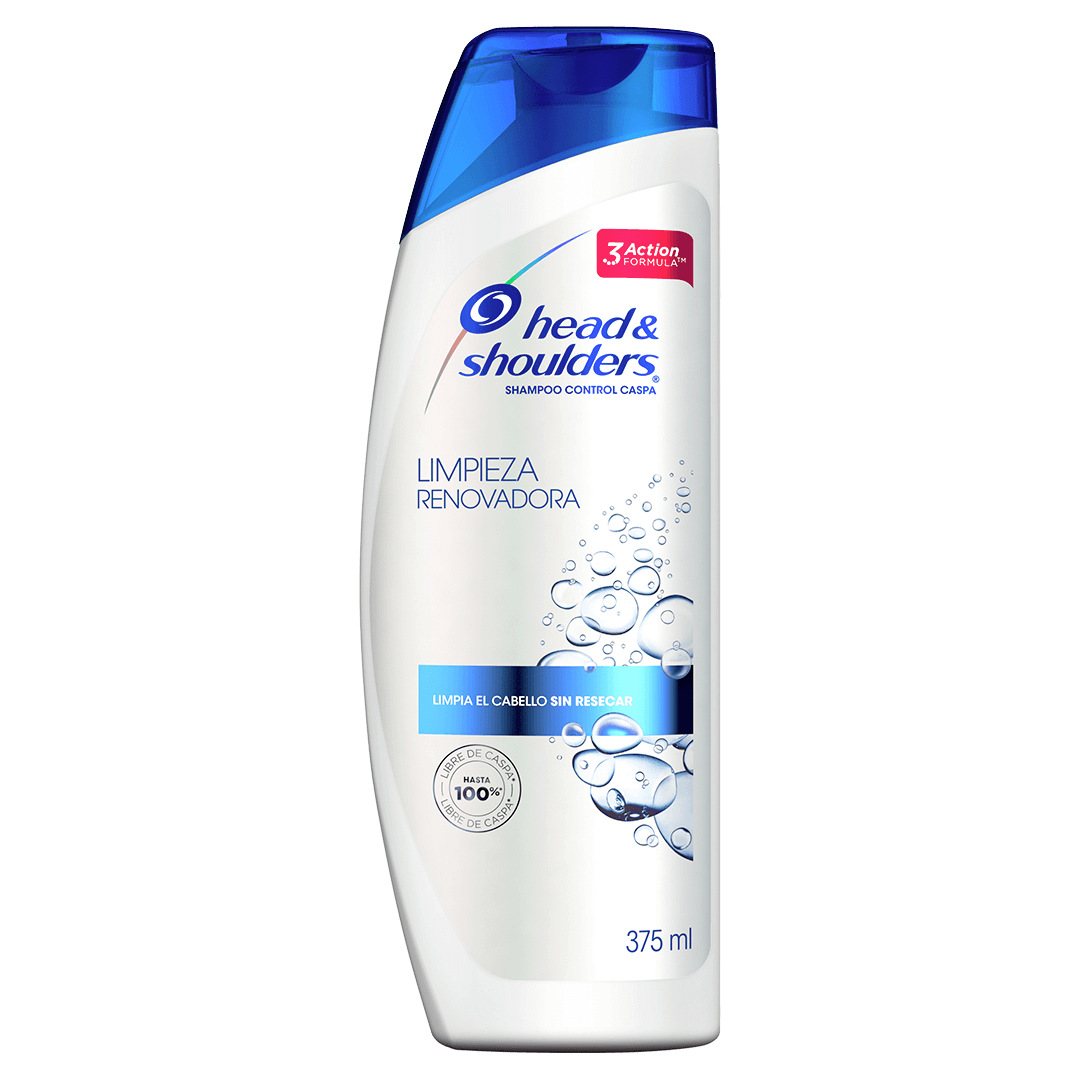 3 Action
FORMULA™
head &
shoulders®
SHAMPOO CONTROL CASPA
LIMPIEZA
RENOVADORA
LIMPIA EL CABELLO SIN RESECAR
LIBRE DE CASPA*
HASTA
100%*
LIBRE DE CASPA*
375 ml